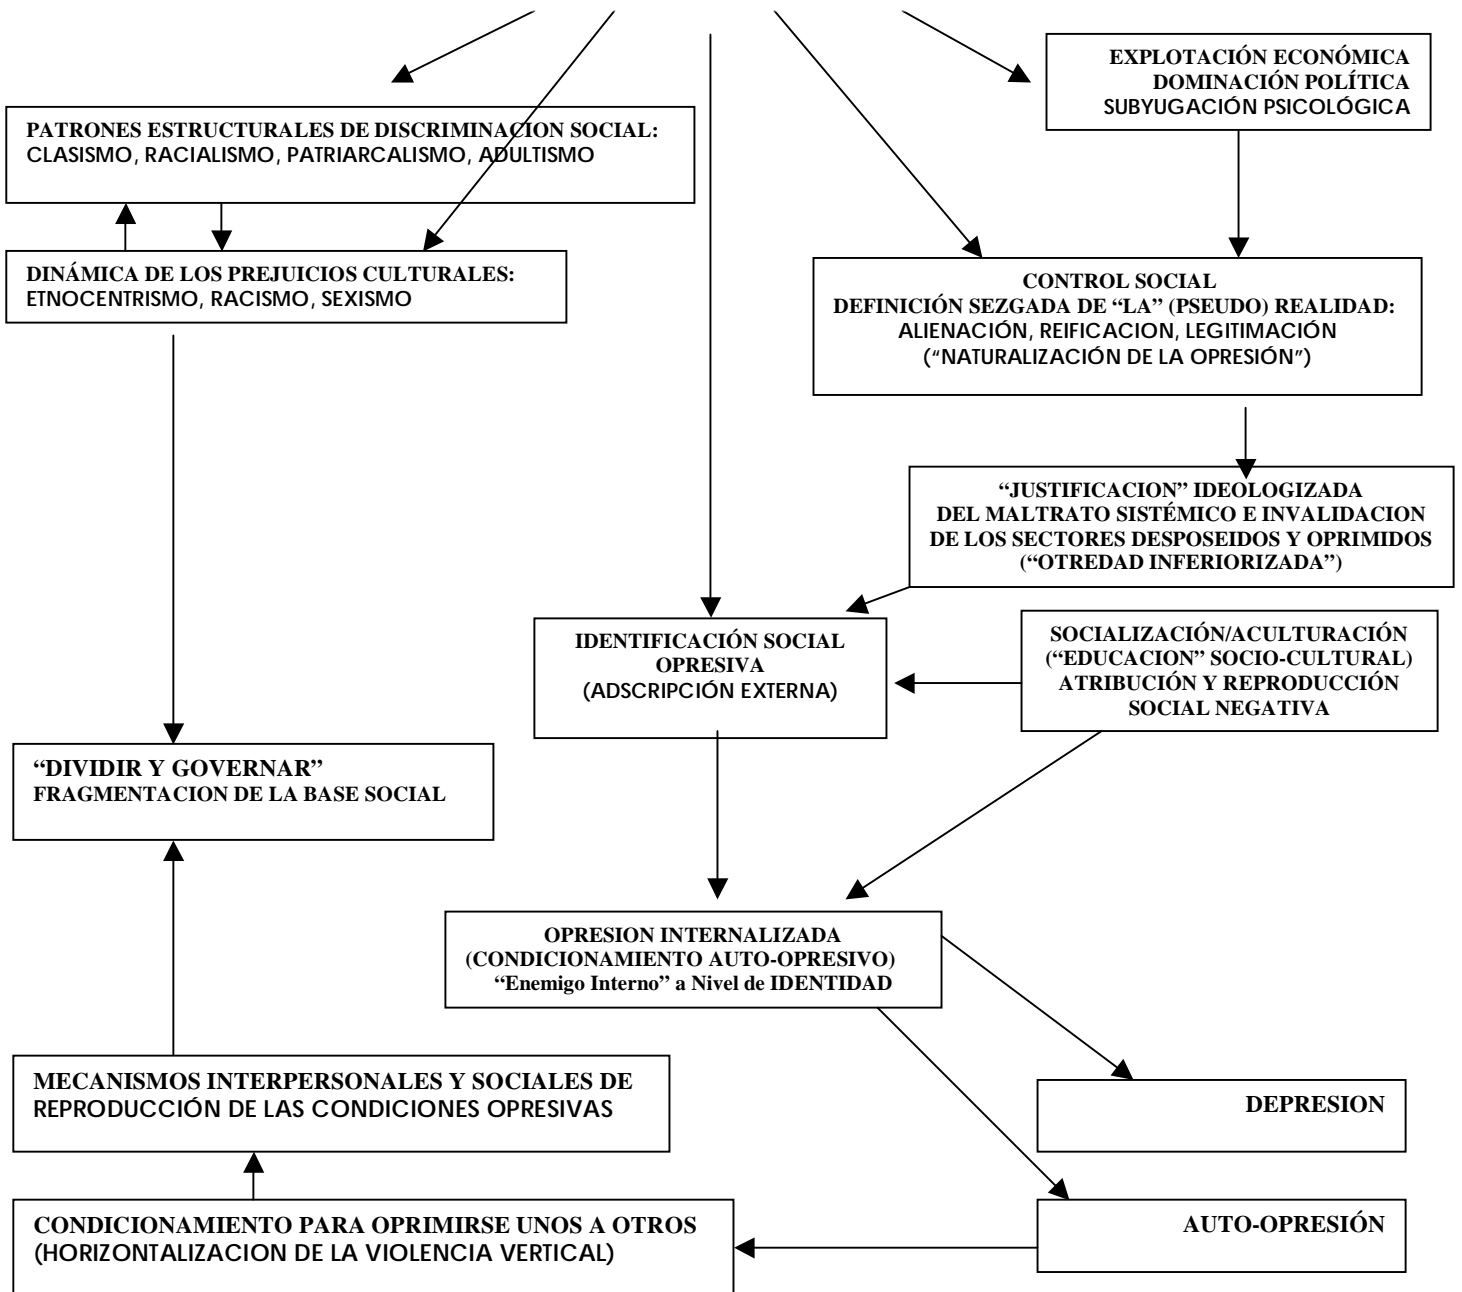 EXPLOTACIÓN ECONÓMICA
DOMINACIÓN POLÍTICA
SUBYUGACIÓN PSICOLÓGICA
PATRONES ESTRUCTURALES DE DISCRIMINACION SOCIAL:
CLASISMO, RACIALISMO, PATRIARCALISMO, ADULTISMO
DINÁMICA DE LOS PREJUICIOS CULTURALES:
ETNOCENTRISMO, RACISMO, SEXISMO
CONTROL SOCIAL
DEFINICIÓN SEZGADA DE “LA” (PSEUDO) REALIDAD:
ALIENACIÓN, REIFICACION, LEGITIMACIÓN
(“NATURALIZACIÓN DE LA OPRESIÓN”)
“JUSTIFICACION” IDEOLOGIZADA
DEL MALTRATO SISTÉMICO E INVALIDACION
DE LOS SECTORES DESPOSEIDOS Y OPRIMIDOS
(“OTREDAD INFERIORIZADA”)
IDENTIFICACIÓN SOCIAL
OPRESIVA
(ADSCRIPCIÓN EXTERNA)
SOCIALIZACIÓN/ACULTURACIÓN
(“EDUCACION” SOCIO-CULTURAL)
ATRIBUCIÓN Y REPRODUCCIÓN
SOCIAL NEGATIVA
“DIVIDIR Y GOVERNAR”
FRAGMENTACION DE LA BASE SOCIAL
OPRESION INTERNALIZADA
(CONDICIONAMIENTO AUTO-OPRESIVO)
“Enemigo Interno” a Nivel de IDENTIDAD
MECANISMOS INTERPERSONALES Y SOCIALES DE
REPRODUCCIÓN DE LAS CONDICIONES OPRESIVAS
DEPRESION
CONDICIONAMIENTO PARA OPRIMIRSE UNOS A OTROS
(HORIZONTALIZACION DE LA VIOLENCIA VERTICAL)
AUTO-OPRESIÓN